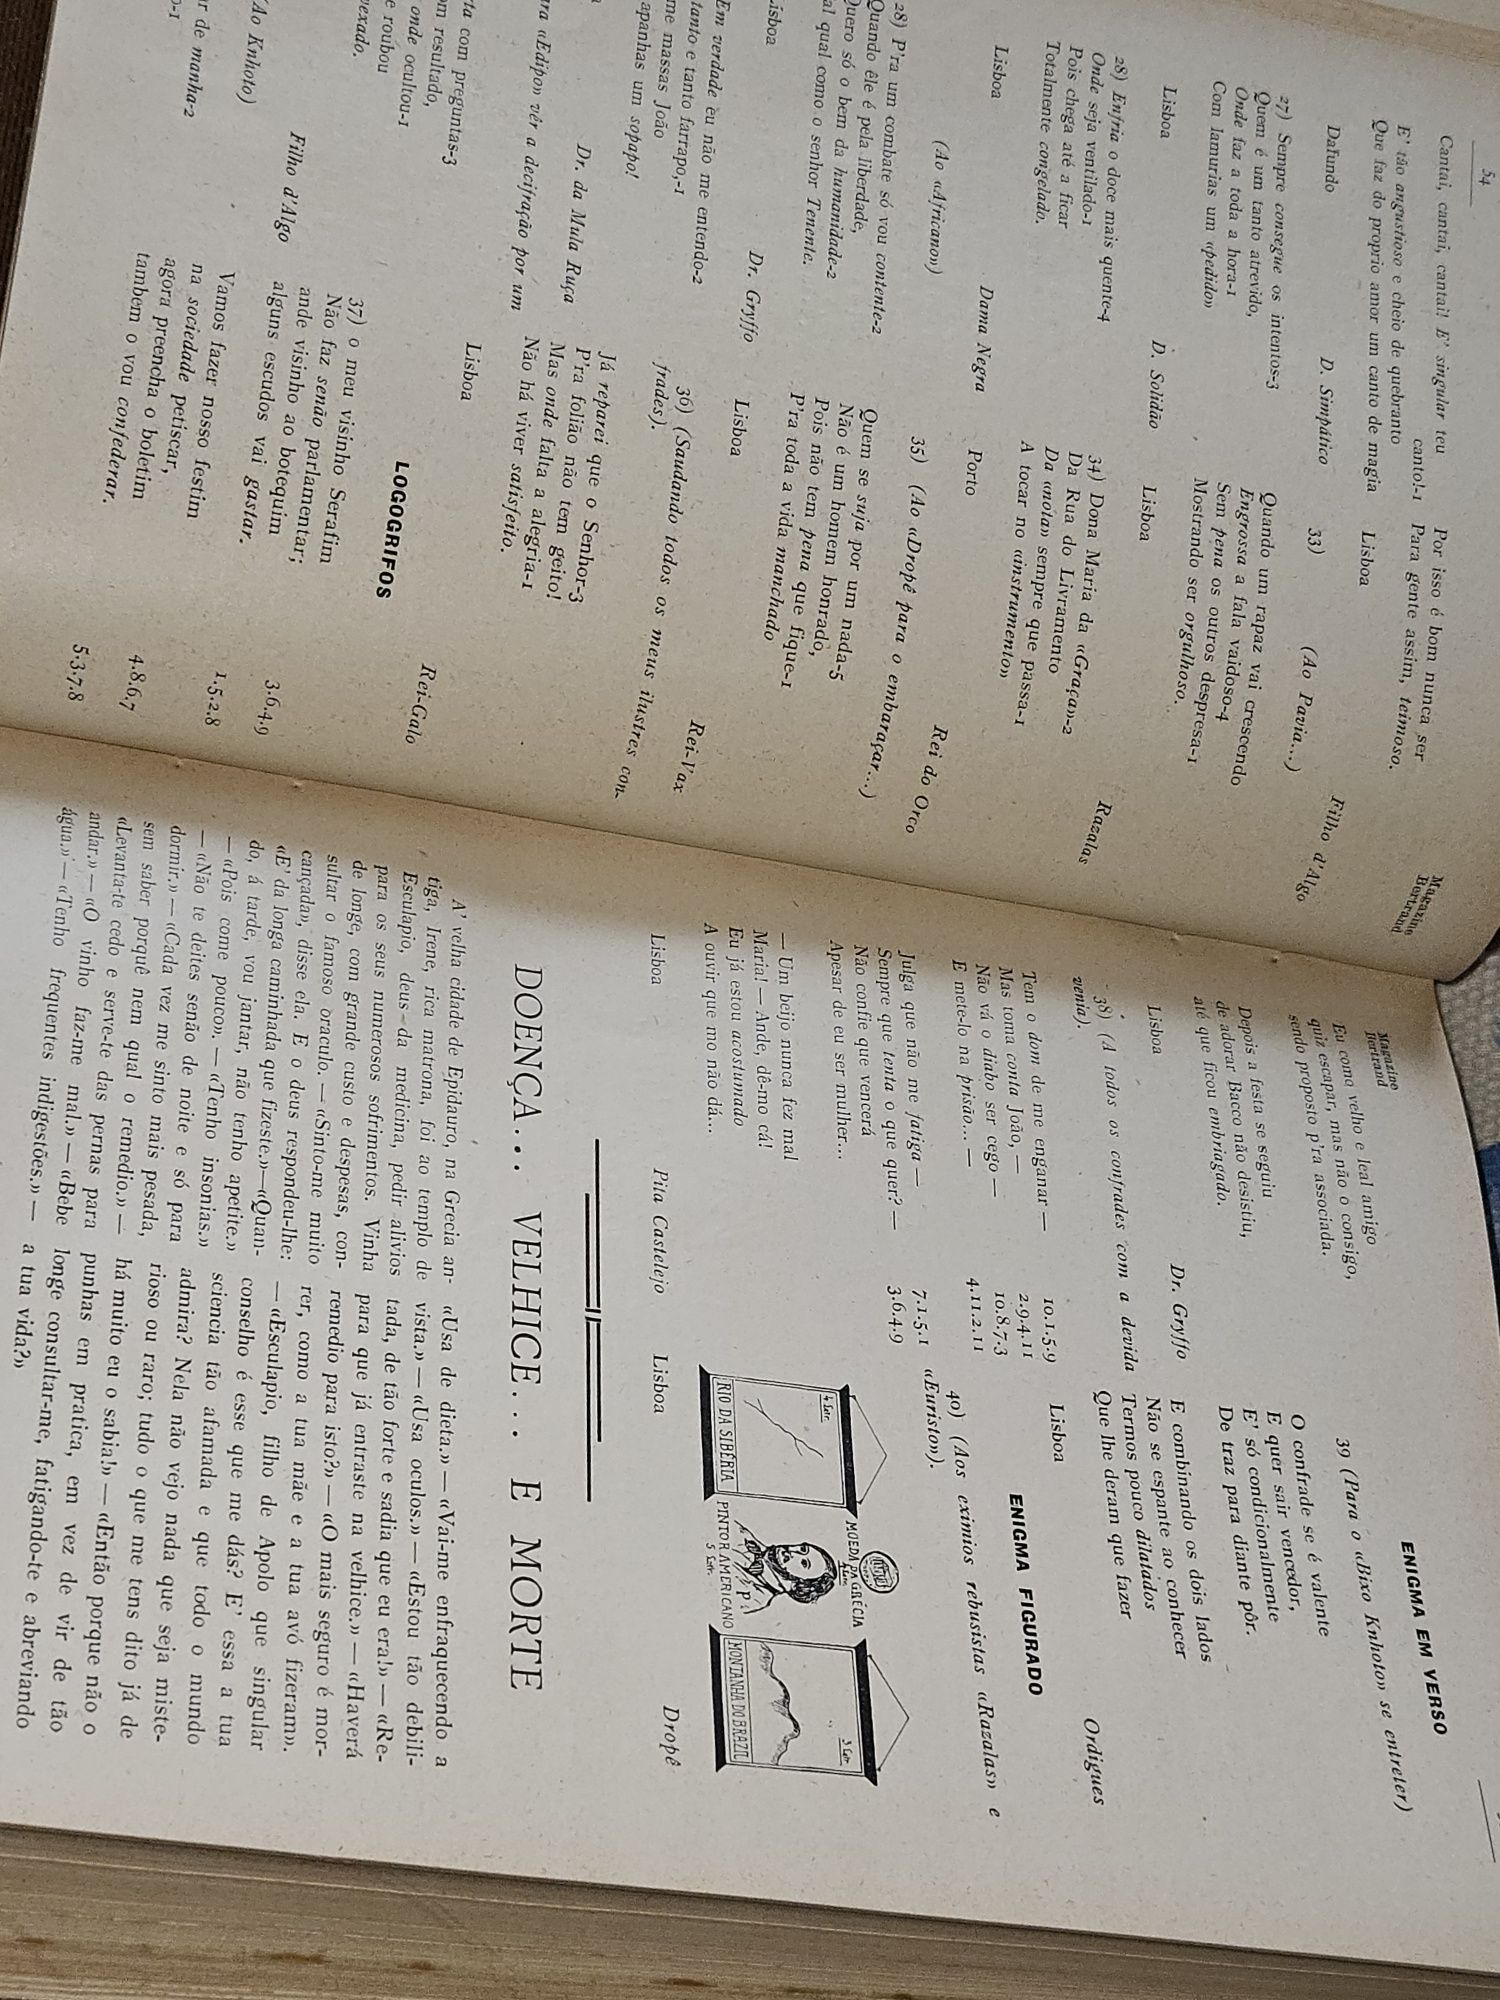 54
Cantai, cantai, cantai! E' singular teu
canto!-1
E' tão angustioso e cheio de quebranto
Que faz do proprio amor um canto de magia
Dafundo
D. Simpático
27) Sempre consegue os intentos-3
Quem é um tanto atrevido,
Onde faz a toda a hora-1
Com lamurias um «pedido»
Lisboa
D. Solidão
28) Enfria o doce mais quente-4
Onde seja ventilado-1
Pois chega até a ficar
Totalmente congelado.
Lisboa
Dama Negra
(Ao «Africano»)
28) P'ra um combate só vou contente-2
Quando êle é pela liberdade,
Quero só o bem da humanidade-2
al qual como o senhor Tenente.
Lisboa
Dr. Gryffo
Em verdade eu não me entendo-2
tanto e tanto farrapo,-1
me massas João
apanhas um sopapo!
Dr. da Mula Ruça
ra «Edipo» vêr a decifração por um
ta com preguntas-3
m resultado,
onde ocultou-1
e roubou
vexado.
Filho d'Algo
(Ao Knhoto)
r de manha-2
Magazine
Bertrand
Por isso é bom nunca ser
Para gente assim, teimoso.
Lisboa
Filho d'Algo
33)
(Ao Pavia...)
Quando um rapaz vai crescendo
Engrossa a fala vaidoso-4
Sem pena os outros despresa-1
Mostrando ser orgulhoso.
Lisboa
Razalas
34) Dona Maria da «Graça»-2
Da Rua do Livramento
Da «nota» sempre que passa-1
A tocar no «instrumento»
Porto
Rei do Orco
35) (Ao «Dropê para o embaraçar...)
Quem se suja por um nada-5
Não é um homem honrado,
Pois não tem pena que fique-1
P'ra toda a vida manchado
Lisboa
Rei-Vax
36) (Saudando todos os meus ilustres con-
frades).
Já reparei que o Senhor-3
P'ra folião não tem geito!
Mas onde falta a alegria-1
Não há viver satisfeito.
Lisboa
Rei-Galo
LOGOGRIFOS
37) o meu visinho Serafim
Não faz senão parlamentar;
ande visinho ao botequim
alguns escudos vai gastar. 3.6.4.9
Vamos fazer nosso festim
na sociedade petiscar, 1.5.2.8
agora preencha o boletim
tambem o vou confederar. 4.8.6.7
5.3.7.8
Magazine
Bertrand
Eu como velho e leal amigo
quiz escapar, mas não o consigo,
sendo proposto p'ra associada.
Depois a festa se seguiu
de adorar Bacco não desistiu,
até que ficou embriagado.
Lisboa
Dr. Gryffo
38) (A todos os confrades com a devida
venia).
Tem o dom de me enganar — 10.1.5.9
Mas toma conta João, — 2.9.4.11
Não vá o diabo ser cego — 10.8.7.3
E mete-lo na prisão... — 4.11.2.11
Julga que não me fatiga — 7.1.5.1
Sempre que tenta o que quer? — 3.6.4.9
Não confie que vencerá
Apesar de eu ser mulher...
— Um beijo nunca fez mal
Maria! — Ande, dê-mo cá!
Eu já estou acostumado
A ouvir que mo não dá...
Lisboa
Pila Castelejo
ENIGMA EM VERSO
39 (Para o «Bixo Knhoto» se entreter)
O confrade se é valente
E quer sair vencedor,
E' só condicionalmente
De traz para diante pôr.
E combinando os dois lados
Não se espante ao conhecer
Termos pouco dilatados
Que lhe deram que fazer
Lisboa
Ordigues
ENIGMA FIGURADO
40) (Aos eximios rebusistas «Razalas» e
«Euristo»).
4 Letr.
RIO DA SIBÉRIA
MOEDA DA GRÉCIA
4 Letr.
P
PINTOR AMERICANO
5 Letr.
5 Letr.
MONTANHA DO BRAZIL
Lisboa
Dropê
DOENÇA... VELHICE... E MORTE
A' velha cidade de Epidauro, na Grecia an-
tiga, Irene, rica matrona, foi ao templo de
Esculapio, deus da medicina, pedir alivios
para os seus numerosos sofrimentos. Vinha
de longe, com grande custo e despesas, con-
sultar o famoso oraculo. — «Sinto-me muito
cançada», disse ela. E o deus respondeu-lhe:
«E' da longa caminhada que fizeste.»—«Quan-
do, á tarde, vou jantar, não tenho apetite.»
— «Pois come pouco». — «Tenho insonias.»
— «Não te deites senão de noite e só para
dormir.» — «Cada vez me sinto mais pesada,
sem saber porquê nem qual o remedio.» —
«Levanta-te cedo e serve-te das pernas para
andar.» — «O vinho faz-me mal.» — «Bebe
água.» — «Tenho frequentes indigestões.» —
«Usa de diéta.» — «Vai-me enfraquecendo a
vista.» — «Usa oculos.» — «Estou tão debili-
tada, de tão forte e sadia que eu era!» — «Re-
para que já entraste na velhice.» — «Haverá
remedio para isto?» — «O mais seguro é mor-
rer, como a tua mãe e a tua avó fizeram».
— «Esculapio, filho de Apolo que singular
conselho é esse que me dás? E' essa a tua
sciencia tão afamada e que todo o mundo
admira? Nela não vejo nada que seja miste-
rioso ou raro; tudo o que me tens dito já de
há muito eu o sabia!» — «Então porque não o
punhas em pratica, em vez de vir de tão
longe consultar-me, fatigando-te e abreviando
a tua vida?»